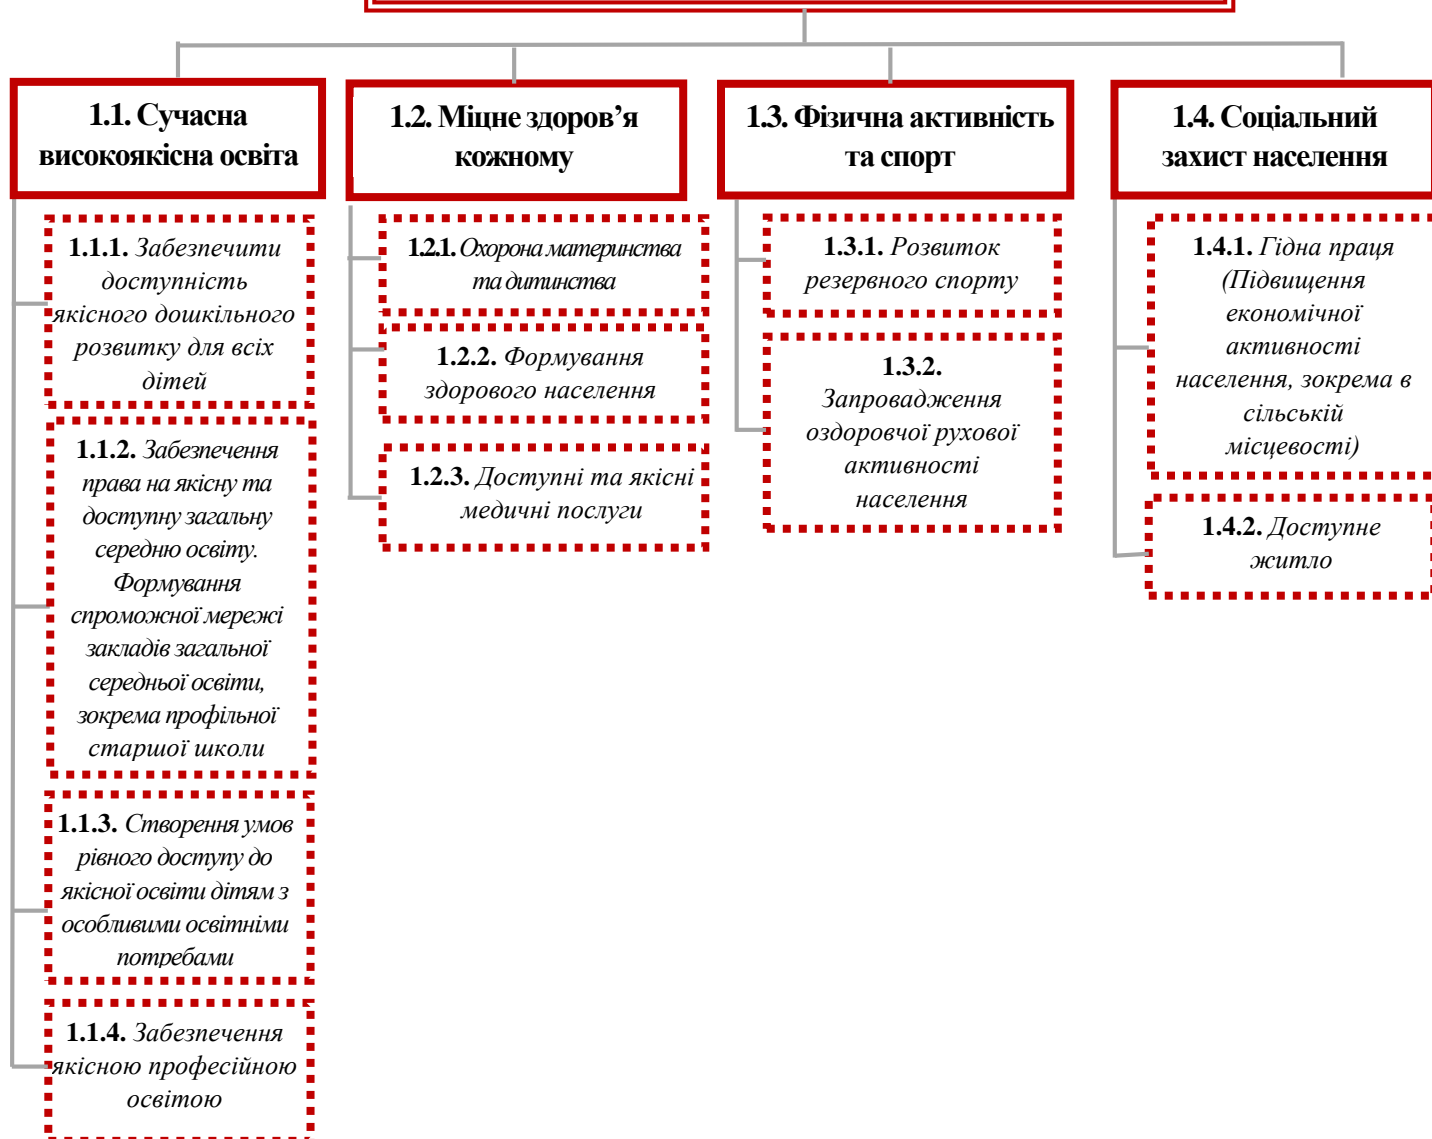 1.1. Сучасна
високоякісна освіта
1.1.1. Забезпечити
доступність
якісного дошкільного
розвитку для всіх
дітей
1.1.2. Забезпечення
права на якісну та
доступну загальну
середню освіту.
Формування
спроможної мережі
закладів загальної
середньої освіти,
зокрема профільної
старшої школи
1.1.3. Створення умов
рівного доступу до
якісної освіти дітям з
особливими освітніми
потребами
1.1.4. Забезпечення
якісною професійною
освітою
1.2. Міцне здоров’я
кожному
1.2.1. Охорона материнства
та дитинства
1.2.2. Формування
здорового населення
1.2.3. Доступні та якісні
медичні послуги
1.3. Фізична активність
та спорт
1.3.1. Розвиток
резервного спорту
1.3.2.
Запровадження
оздоровчої рухової
активності
населення
1.4. Соціальний
захист населення
1.4.1. Гідна праця
(Підвищення
економічної
активності
населення, зокрема в
сільській
місцевості)
1.4.2. Доступне
житло